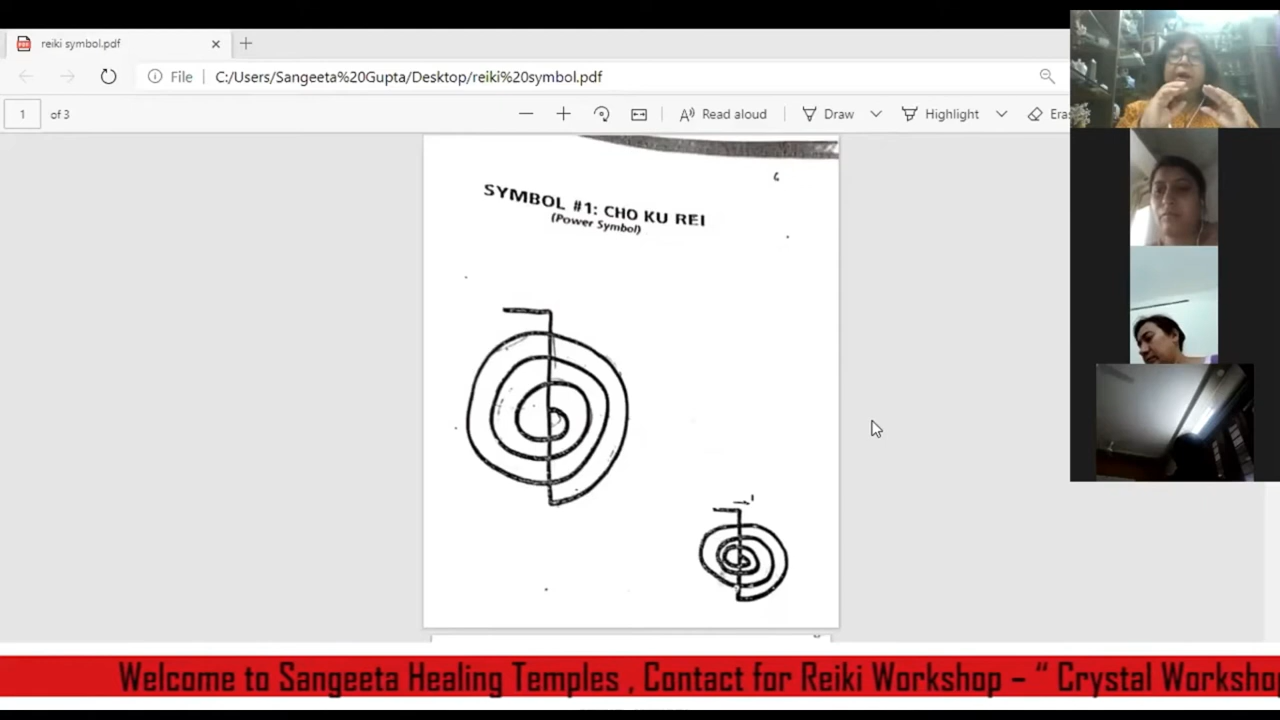 reiki symbol.pdf
File
C:/Users/Sangeeta%20Gupta/Desktop/reiki%20symbol.pdf
1 of 3
Read aloud
Draw
Highlight
SYMBOL #1: CHO KU REI
(Power Symbol)
Welcome to Sangeeta Healing Temples , Contact for Reiki Workshop – “ Crystal